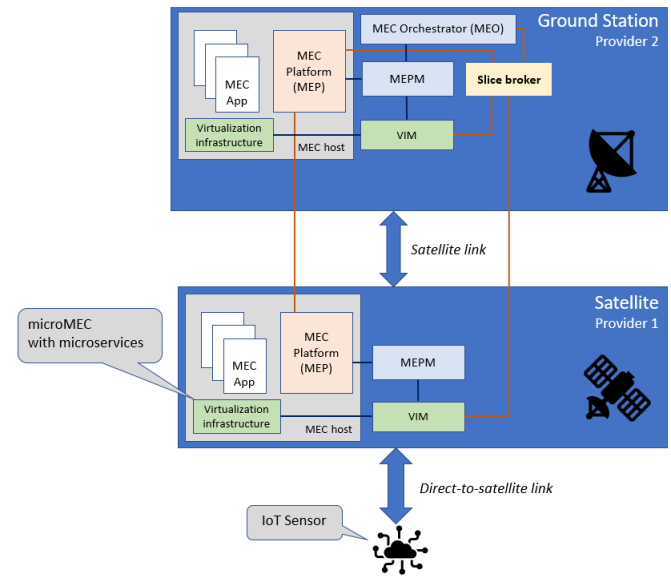 Ground Station
Provider 2
MEC Orchestrator (MEO)
MEC
Platform
(MEP)
MEC
App
MEPM
Slice broker
Virtualization
infrastructure
MEC host
VIM
Satellite link
Satellite
Provider 1
microMEC
with microservices
MEC
Platform
(MEP)
MEC
App
MEPM
Virtualization
infrastructure
MEC host
VIM
Direct-to-satellite link
IoT Sensor